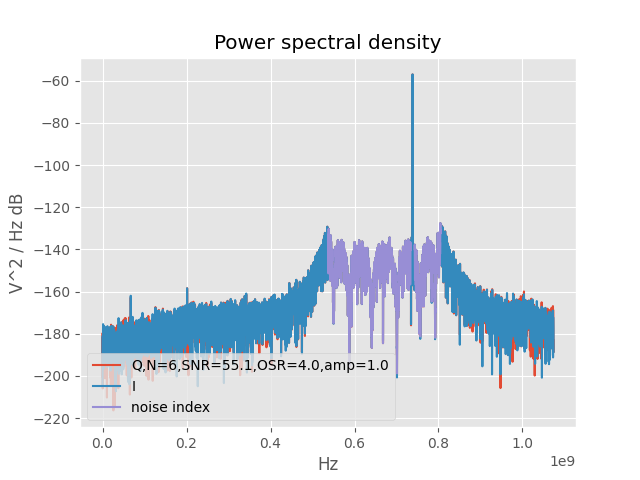 Power spectral density
V^2 / Hz dB
−60
−80
−100
−120
−140
−160
−180
−200
−220
Q,N=6,SNR=55.1,OSR=4.0,amp=1.0
I
noise index
0.0 0.2 0.4 0.6 0.8 1.0
1e9
Hz